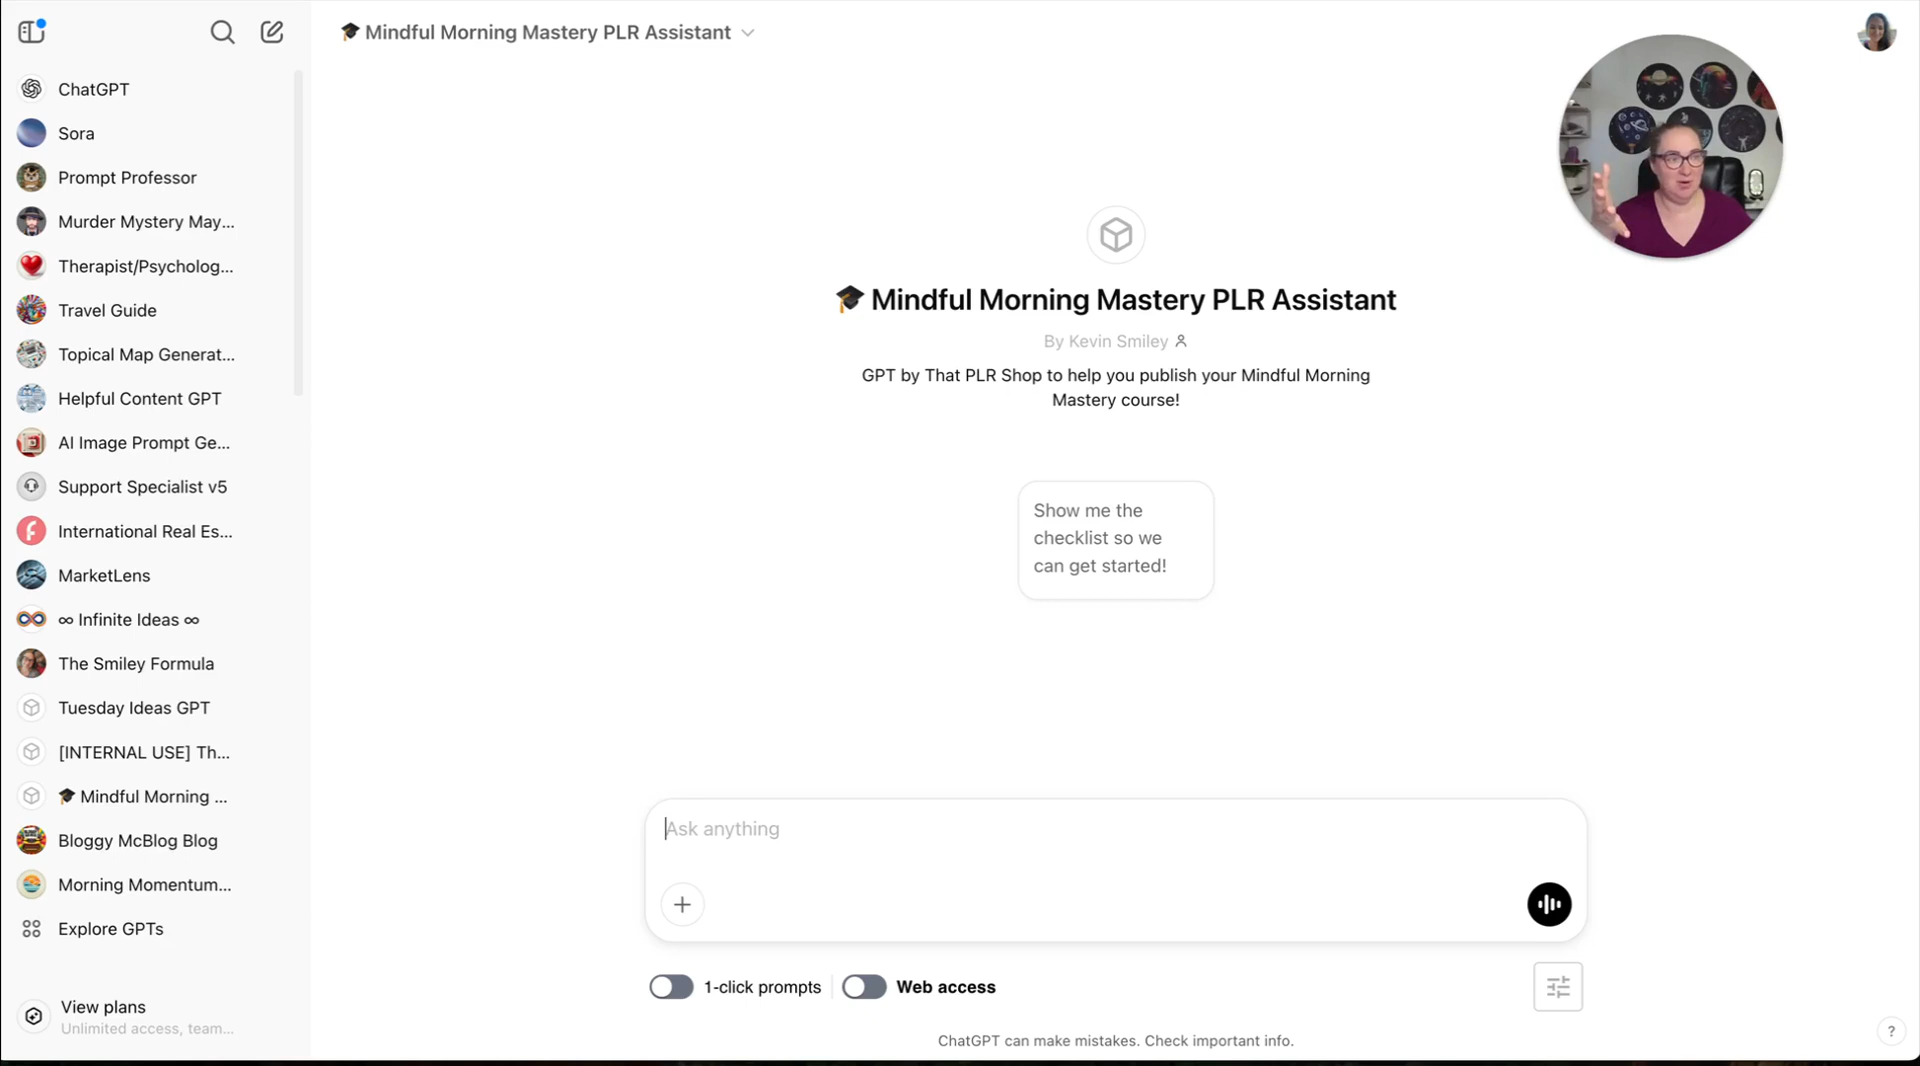 ChatGPT
Sora
Prompt Professor
Murder Mystery May...
Therapist/Psycholog...
Travel Guide
Topical Map Generat...
Helpful Content GPT
AI Image Prompt Ge...
Support Specialist v5
International Real Es...
MarketLens
∞ Infinite Ideas ∞
The Smiley Formula
Tuesday Ideas GPT
[INTERNAL USE] Th...
🎓 Mindful Morning ...
Bloggy McBlog Blog
Morning Momentum...
Explore GPTs
View plans
Unlimited access, team...
🎓 Mindful Morning Mastery PLR Assistant
🎓 Mindful Morning Mastery PLR Assistant
By Kevin Smiley
GPT by That PLR Shop to help you publish your Mindful Morning
Mastery course!
Show me the
checklist so we
can get started!
Ask anything
1-click prompts
Web access
ChatGPT can make mistakes. Check important info.
?